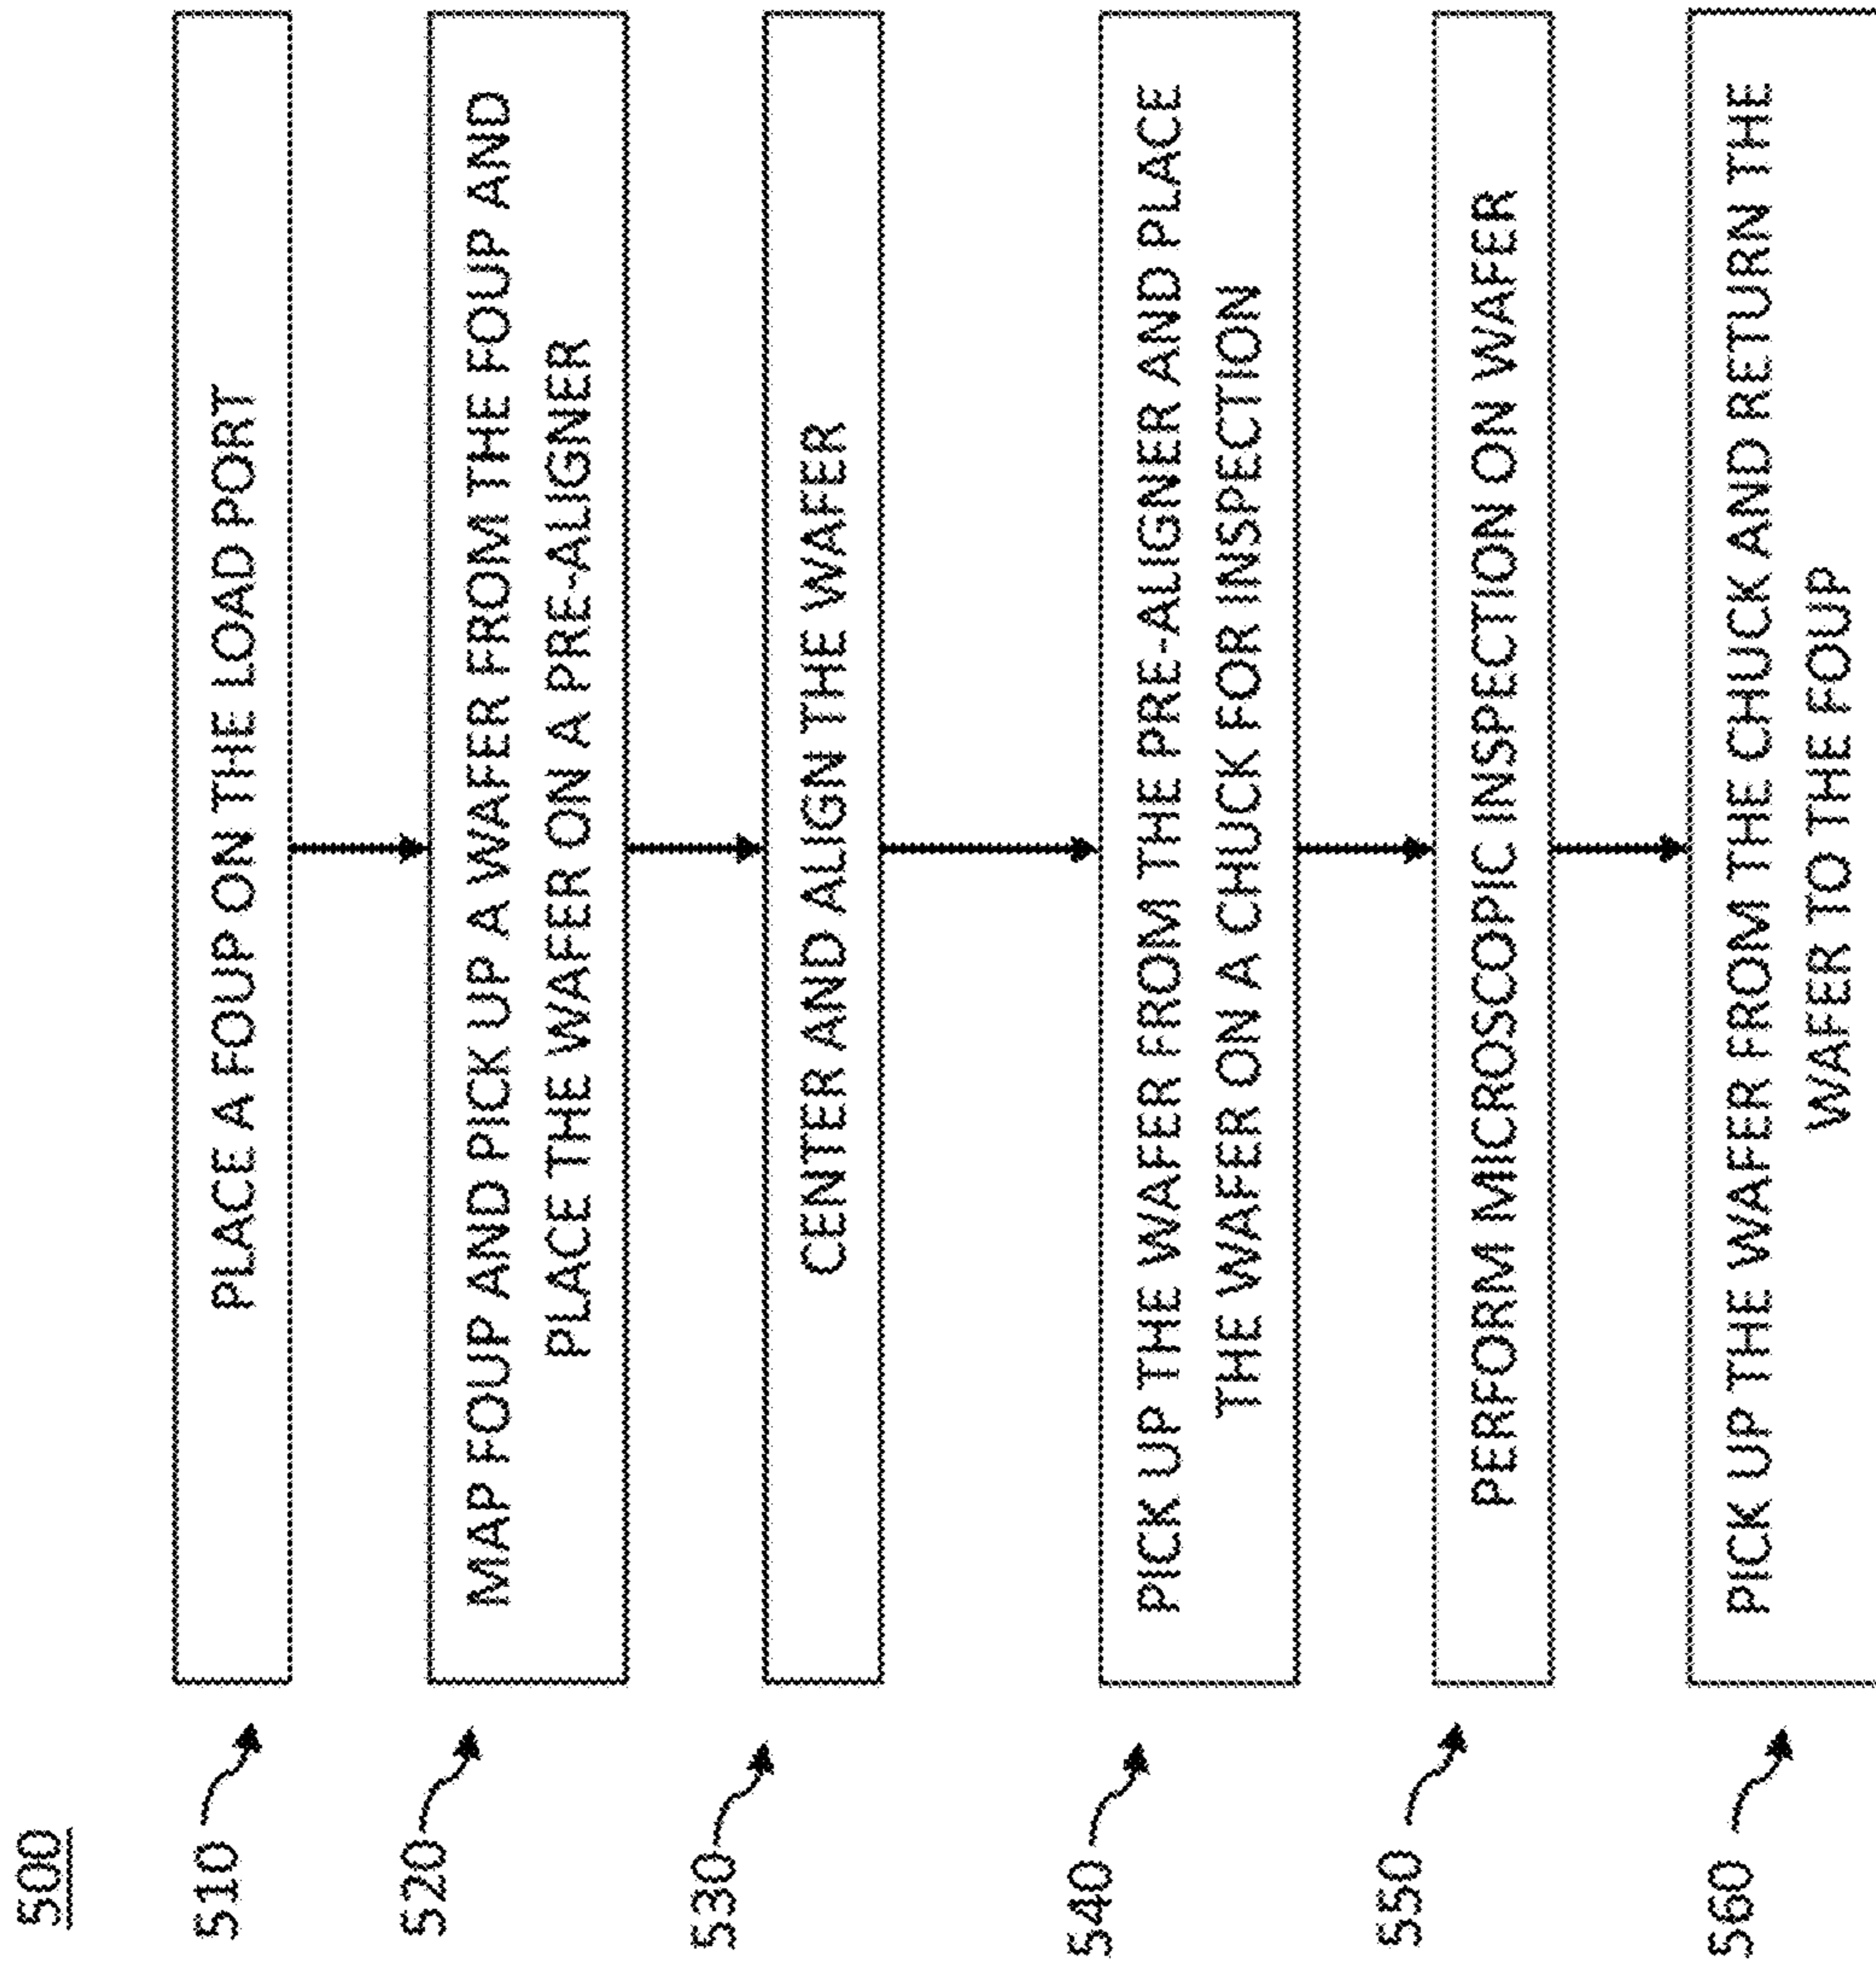 500
510
PLACE A FOUP ON THE LOAD PORT
520
MAP FOUP AND PICK UP A WAFER FROM THE FOUP AND
PLACE THE WAFER ON A PRE-ALIGNER
530
CENTER AND ALIGN THE WAFER
540
PICK UP THE WAFER FROM THE PRE-ALIGNER AND PLACE
THE WAFER ON A CHUCK FOR INSPECTION
550
PERFORM MICROSCOPIC INSPECTION ON WAFER
560
PICK UP THE WAFER FROM THE CHUCK AND RETURN THE
WAFER TO THE FOUP